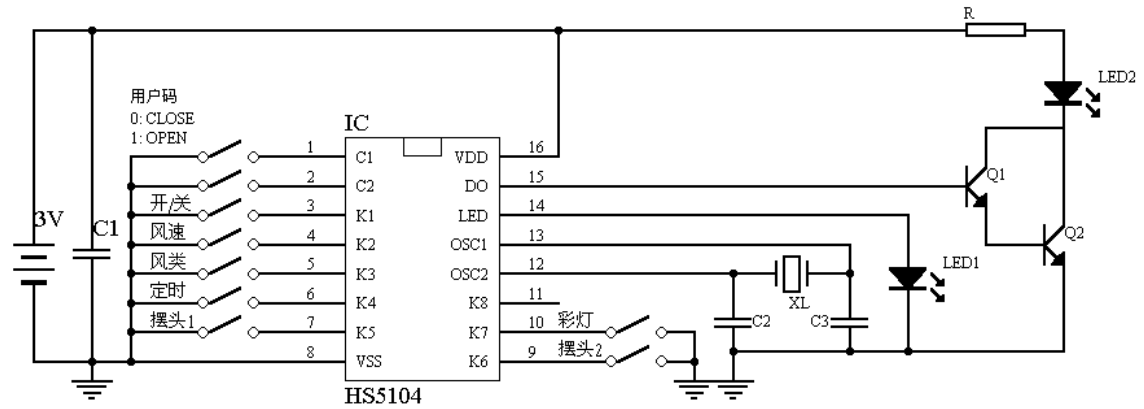 R
LED2
用户码
0: CLOSE
1: OPEN
IC
1 C1 VDD 16
2 C2 DO 15
Q1
开/关 3 K1 LED 14
3V C1
风速 4 K2 OSC1 13
Q2
风类 5 K3 OSC2 12
LED1
定时 6 K4 K8 11
XL
摆头1 7 K5 K7 10 彩灯
C2 C3
8 VSS K6 9 摆头2
HS5104